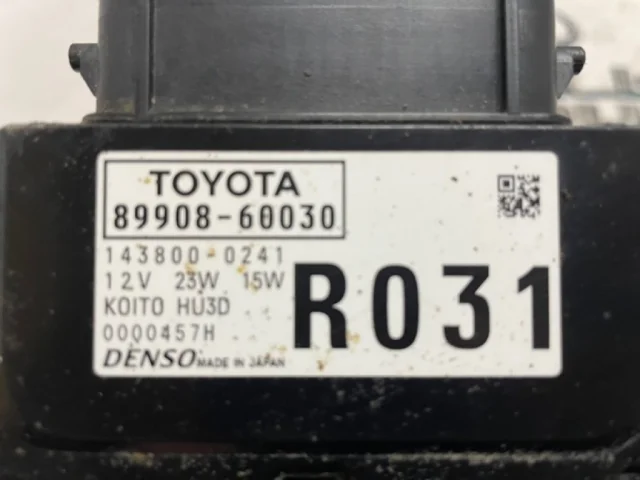 TOYOTA
89908-60030
143800-0241
12V 23W 15W
KOITO HU3D
0000457H
DENSO MADE IN JAPAN
R031